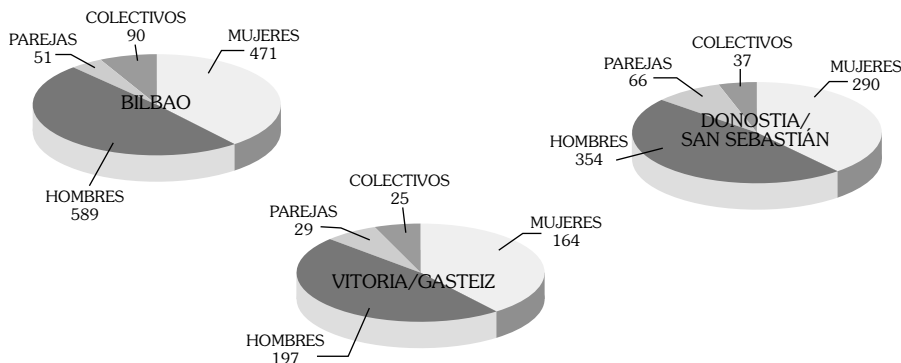 COLECTIVOS
90
PAREJAS
51
MUJERES
471
BILBAO
HOMBRES
589
COLECTIVOS
37
PAREJAS
66
MUJERES
290
DONOSTIA/
SAN SEBASTIÁN
HOMBRES
354
COLECTIVOS
25
PAREJAS
29
MUJERES
164
VITORIA/GASTEIZ
HOMBRES
197